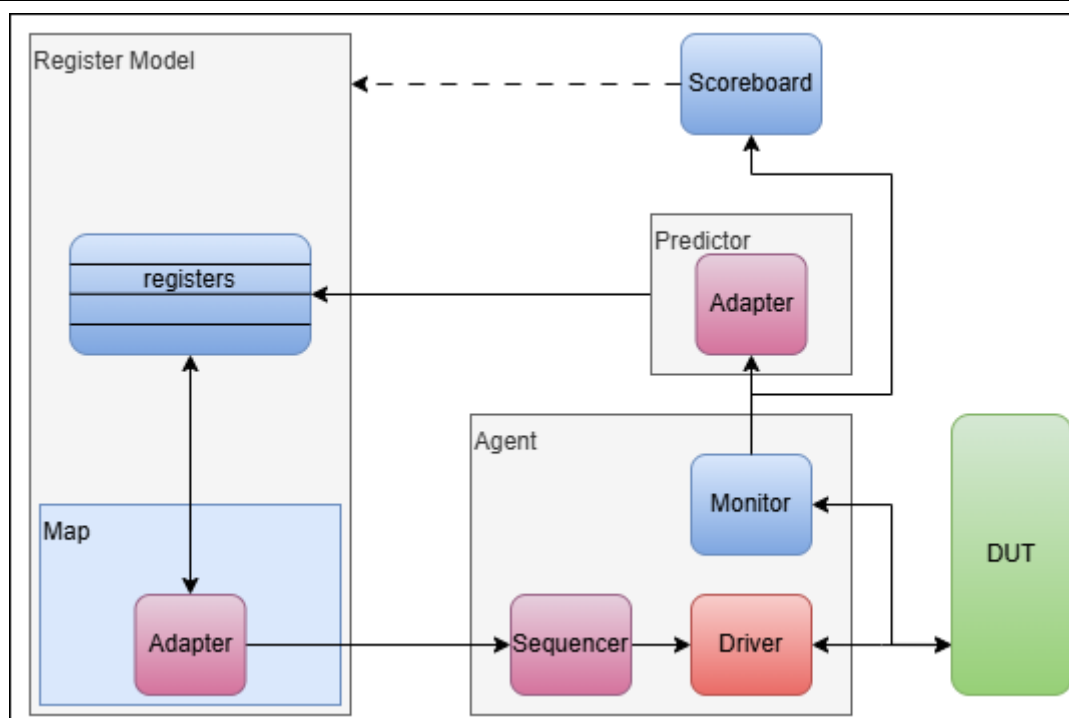 Register Model
Scoreboard
Predictor
registers
Adapter
Agent
Monitor
Map
DUT
Adapter
Sequencer
Driver